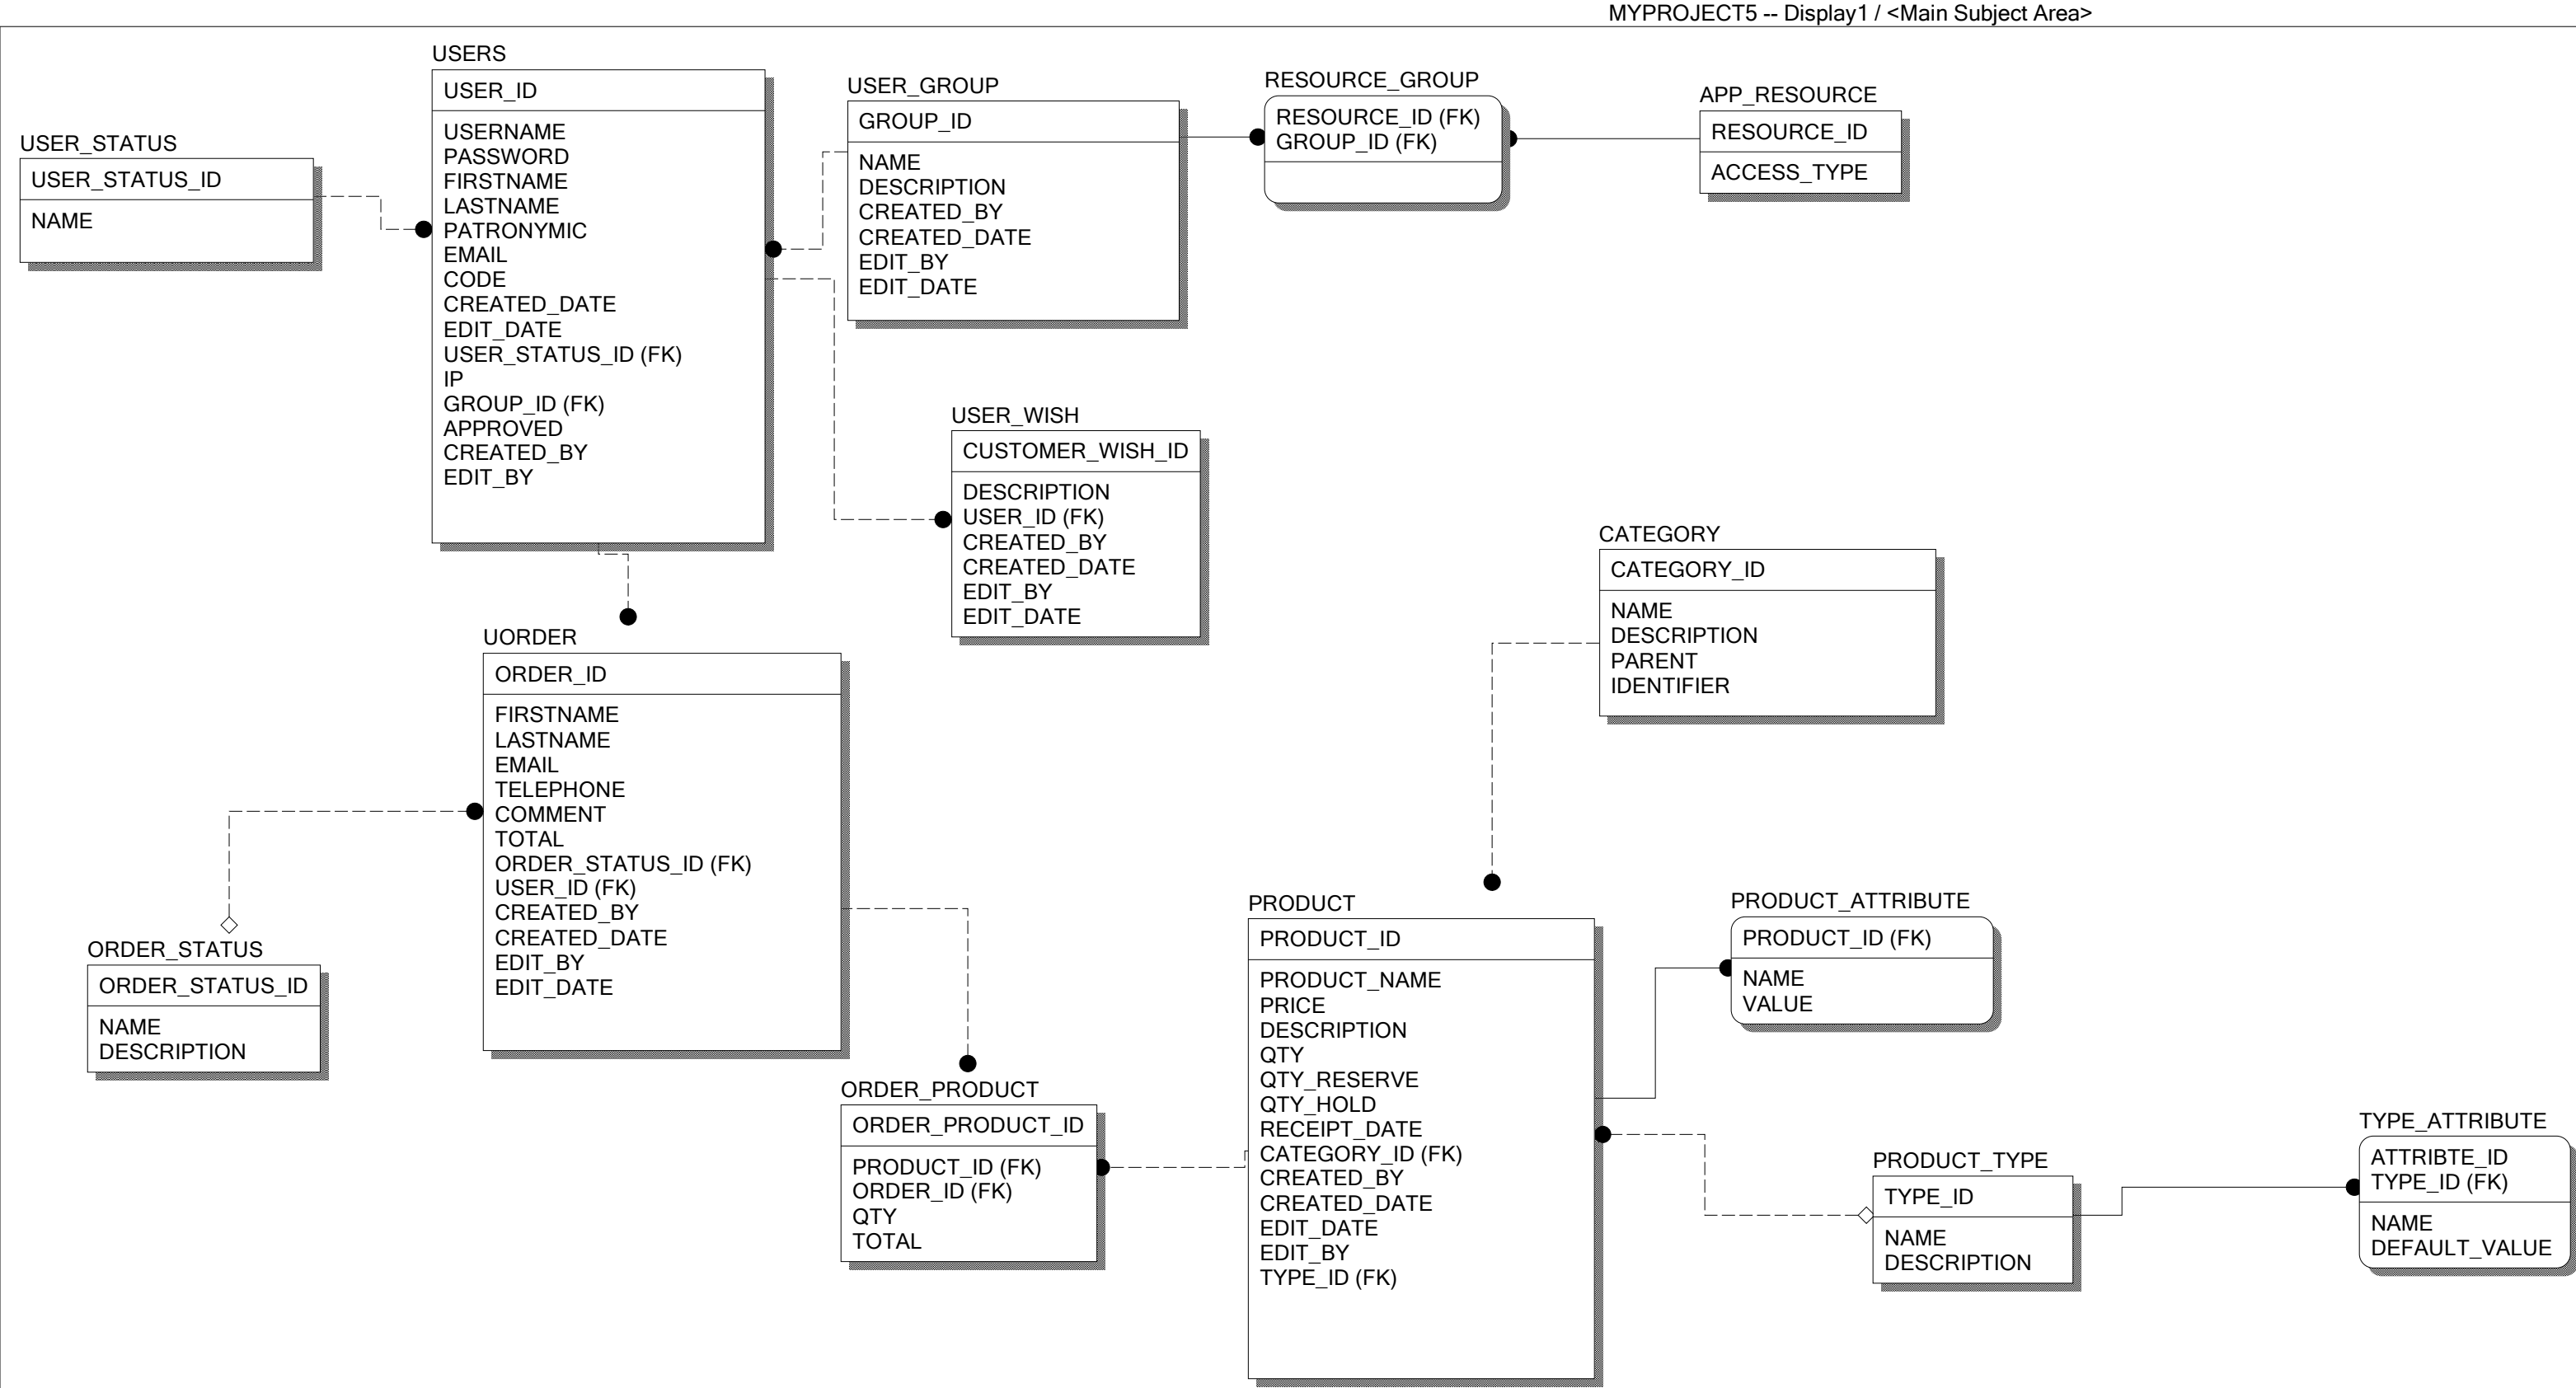 MYPROJECT5 -- Display1 / <Main Subject Area>
USER_STATUS
USER_STATUS_ID
NAME
USERS
USER_ID
USERNAME
PASSWORD
FIRSTNAME
LASTNAME
PATRONYMIC
EMAIL
CODE
CREATED_DATE
EDIT_DATE
USER_STATUS_ID (FK)
IP
GROUP_ID (FK)
APPROVED
CREATED_BY
EDIT_BY
USER_GROUP
GROUP_ID
NAME
DESCRIPTION
CREATED_BY
CREATED_DATE
EDIT_BY
EDIT_DATE
RESOURCE_GROUP
RESOURCE_ID (FK)
GROUP_ID (FK)
APP_RESOURCE
RESOURCE_ID
ACCESS_TYPE
USER_WISH
CUSTOMER_WISH_ID
DESCRIPTION
USER_ID (FK)
CREATED_BY
CREATED_DATE
EDIT_BY
EDIT_DATE
CATEGORY
CATEGORY_ID
NAME
DESCRIPTION
PARENT
IDENTIFIER
UORDER
ORDER_ID
FIRSTNAME
LASTNAME
EMAIL
TELEPHONE
COMMENT
TOTAL
ORDER_STATUS_ID (FK)
USER_ID (FK)
CREATED_BY
CREATED_DATE
EDIT_BY
EDIT_DATE
ORDER_STATUS
ORDER_STATUS_ID
NAME
DESCRIPTION
ORDER_PRODUCT
ORDER_PRODUCT_ID
PRODUCT_ID (FK)
ORDER_ID (FK)
QTY
TOTAL
PRODUCT
PRODUCT_ID
PRODUCT_NAME
PRICE
DESCRIPTION
QTY
QTY_RESERVE
QTY_HOLD
RECEIPT_DATE
CATEGORY_ID (FK)
CREATED_BY
CREATED_DATE
EDIT_DATE
EDIT_BY
TYPE_ID (FK)
PRODUCT_ATTRIBUTE
PRODUCT_ID (FK)
NAME
VALUE
PRODUCT_TYPE
TYPE_ID
NAME
DESCRIPTION
TYPE_ATTRIBUTE
ATTRIBTE_ID
TYPE_ID (FK)
NAME
DEFAULT_VALUE